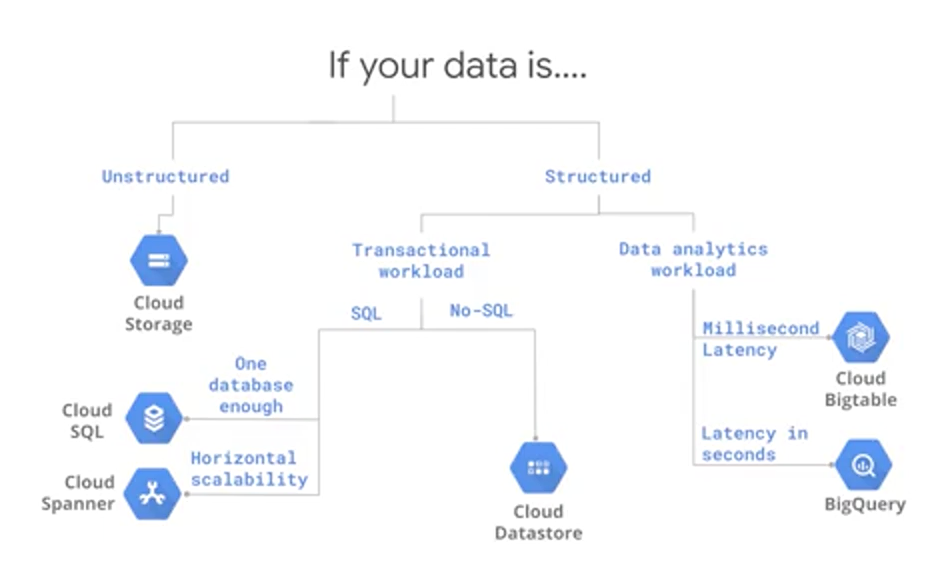 If your data is....
Unstructured
Structured
Cloud
Storage
Transactional
workload
Data analytics
workload
SQL
No-SQL
One
database
enough
Cloud
SQL
Horizontal
scalability
Cloud
Spanner
Cloud
Datastore
Millisecond
Latency
Cloud
Bigtable
Latency in
seconds
BigQuery